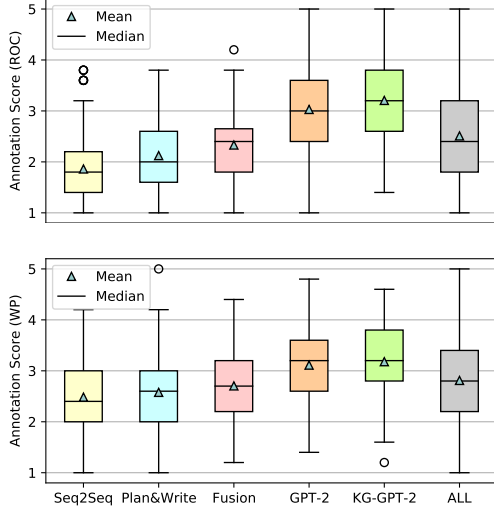 Annotation Score (ROC)
5
4
3
2
1
Mean
Median
Annotation Score (WP)
5
4
3
2
1
Mean
Median
Seq2Seq Plan&Write Fusion GPT-2 KG-GPT-2 ALL